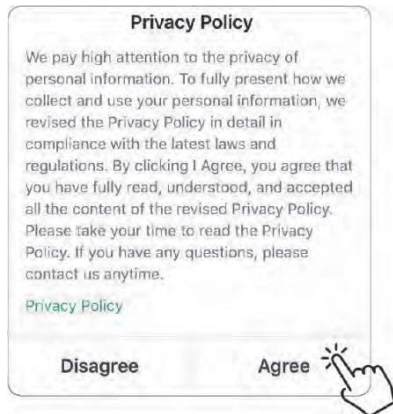 Privacy Policy
We pay high attention to the privacy of
personal information. To fully present how we
collect and use your personal information, we
revised the Privacy Policy in detail in
compliance with the latest laws and
regulations. By clicking I Agree, you agree that
you have fully read, understood, and accepted
all the content of the revised Privacy Policy.
Please take your time to read the Privacy
Policy. If you have any questions, please
contact us anytime.
Privacy Policy
Disagree Agree